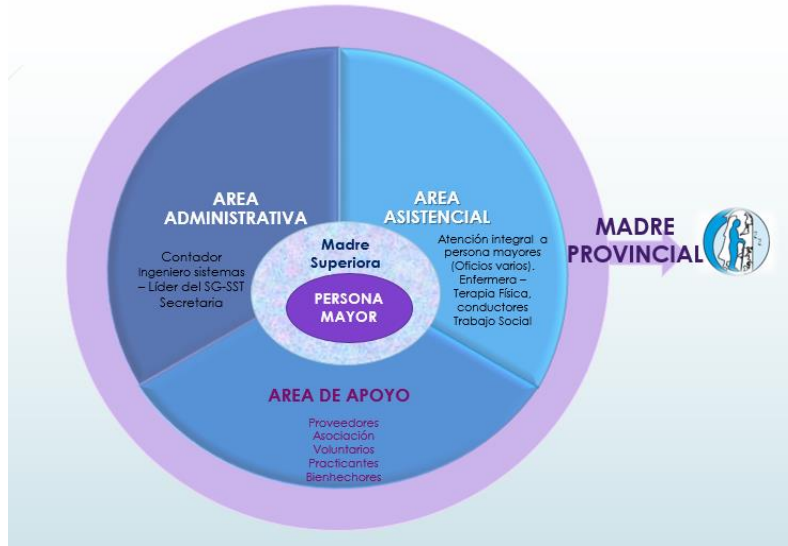 AREA
ADMINISTRATIVA
Contador
Ingeniero sistemas
– Líder del SG-SST
Secretaria
AREA
ASISTENCIAL
Atención integral a
persona mayores
(Oficios varios).
Enfermera –
Terapia Física,
conductores
Trabajo Social
Madre
Superiora
PERSONA
MAYOR
AREA DE APOYO
Proveedores
Asociación
Voluntarios
Practicantes
Bienhechores
MADRE
PROVINCIAL